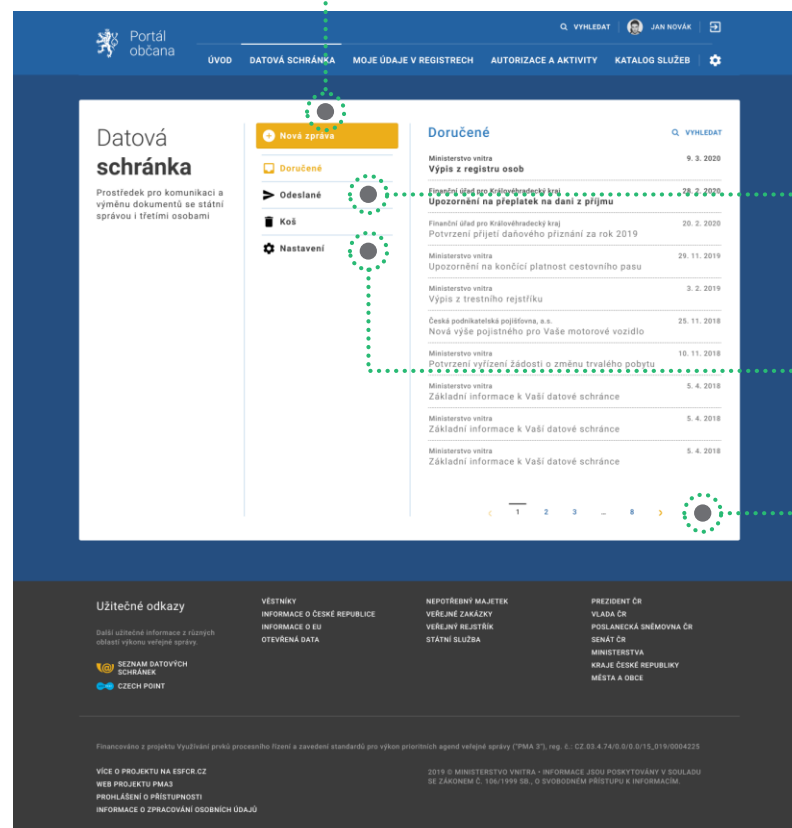 Portál
občana
VYHLEDAT
JAN NOVÁK
ÚVOD
DATOVÁ SCHRÁNKA
MOJE ÚDAJE V REGISTRECH
AUTORIZACE A AKTIVITY
KATALOG SLUŽEB
Datová
schránka
Prostředek pro komunikaci a
výměnu dokumentů se státní
správou i třetími osobami
Nová zpráva
Doručené
Odeslané
Koš
Nastavení
Doručené
VYHLEDAT
Ministerstvo vnitra 9. 3. 2020
Výpis z registru osob
Finanční úřad pro Královéhradecký kraj 28. 2. 2020
Upozornění na přeplatek na dani z příjmu
Finanční úřad pro Královéhradecký kraj 20. 2. 2020
Potvrzení přijetí daňového přiznání za rok 2019
Ministerstvo vnitra 29. 11. 2019
Upozornění na končící platnost cestovního pasu
Ministerstvo vnitra 3. 2. 2019
Výpis z trestního rejstříku
Česká podnikatelská pojišťovna, a.s. 25. 11. 2018
Nová výše pojistného pro Vaše motorové vozidlo
Ministerstvo vnitra 10. 11. 2018
Potvrzení vyřízení žádosti o změnu trvalého pobytu
Ministerstvo vnitra 5. 4. 2018
Základní informace k Vaší datové schránce
Ministerstvo vnitra 5. 4. 2018
Základní informace k Vaší datové schránce
Ministerstvo vnitra 5. 4. 2018
Základní informace k Vaší datové schránce
‹ 1 2 3 … 8 ›
Užitečné odkazy
Další užitečné informace z různých
oblastí výkonu veřejné správy.
SEZNAM DATOVÝCH
SCHRÁNEK
CZECH POINT
VĚSTNÍKY
INFORMACE O ČESKÉ REPUBLICE
INFORMACE O EU
OTEVŘENÁ DATA
NEPOTŘEBNÝ MAJETEK
VEŘEJNÉ ZAKÁZKY
VEŘEJNÝ REJSTŘÍK
STÁTNÍ SLUŽBA
PREZIDENT ČR
VLADA ČR
POSLANECKÁ SNĚMOVNA ČR
SENÁT ČR
MINISTERSTVA
KRAJE ČESKÉ REPUBLIKY
MĚSTA A OBCE
Financováno z projektu Využívání prvků procesního řízení a zavedení standardů pro výkon prioritních agend veřejné správy ("PMA 3"), reg. č.: CZ.03.4.74/0.0/0.0/15_019/0004225
VÍCE O PROJEKTU NA ESFCR.CZ
WEB PROJEKTU PMA3
PROHLÁŠENÍ O PŘÍSTUPNOSTI
INFORMACE O ZPRACOVÁNÍ OSOBNÍCH ÚDAJŮ
2019 © MINISTERSTVO VNITRA - INFORMACE JSOU POSKYTOVÁNY V SOULADU
SE ZÁKONEM Č. 106/1999 SB., O SVOBODNÉM PŘÍSTUPU K INFORMACÍM.